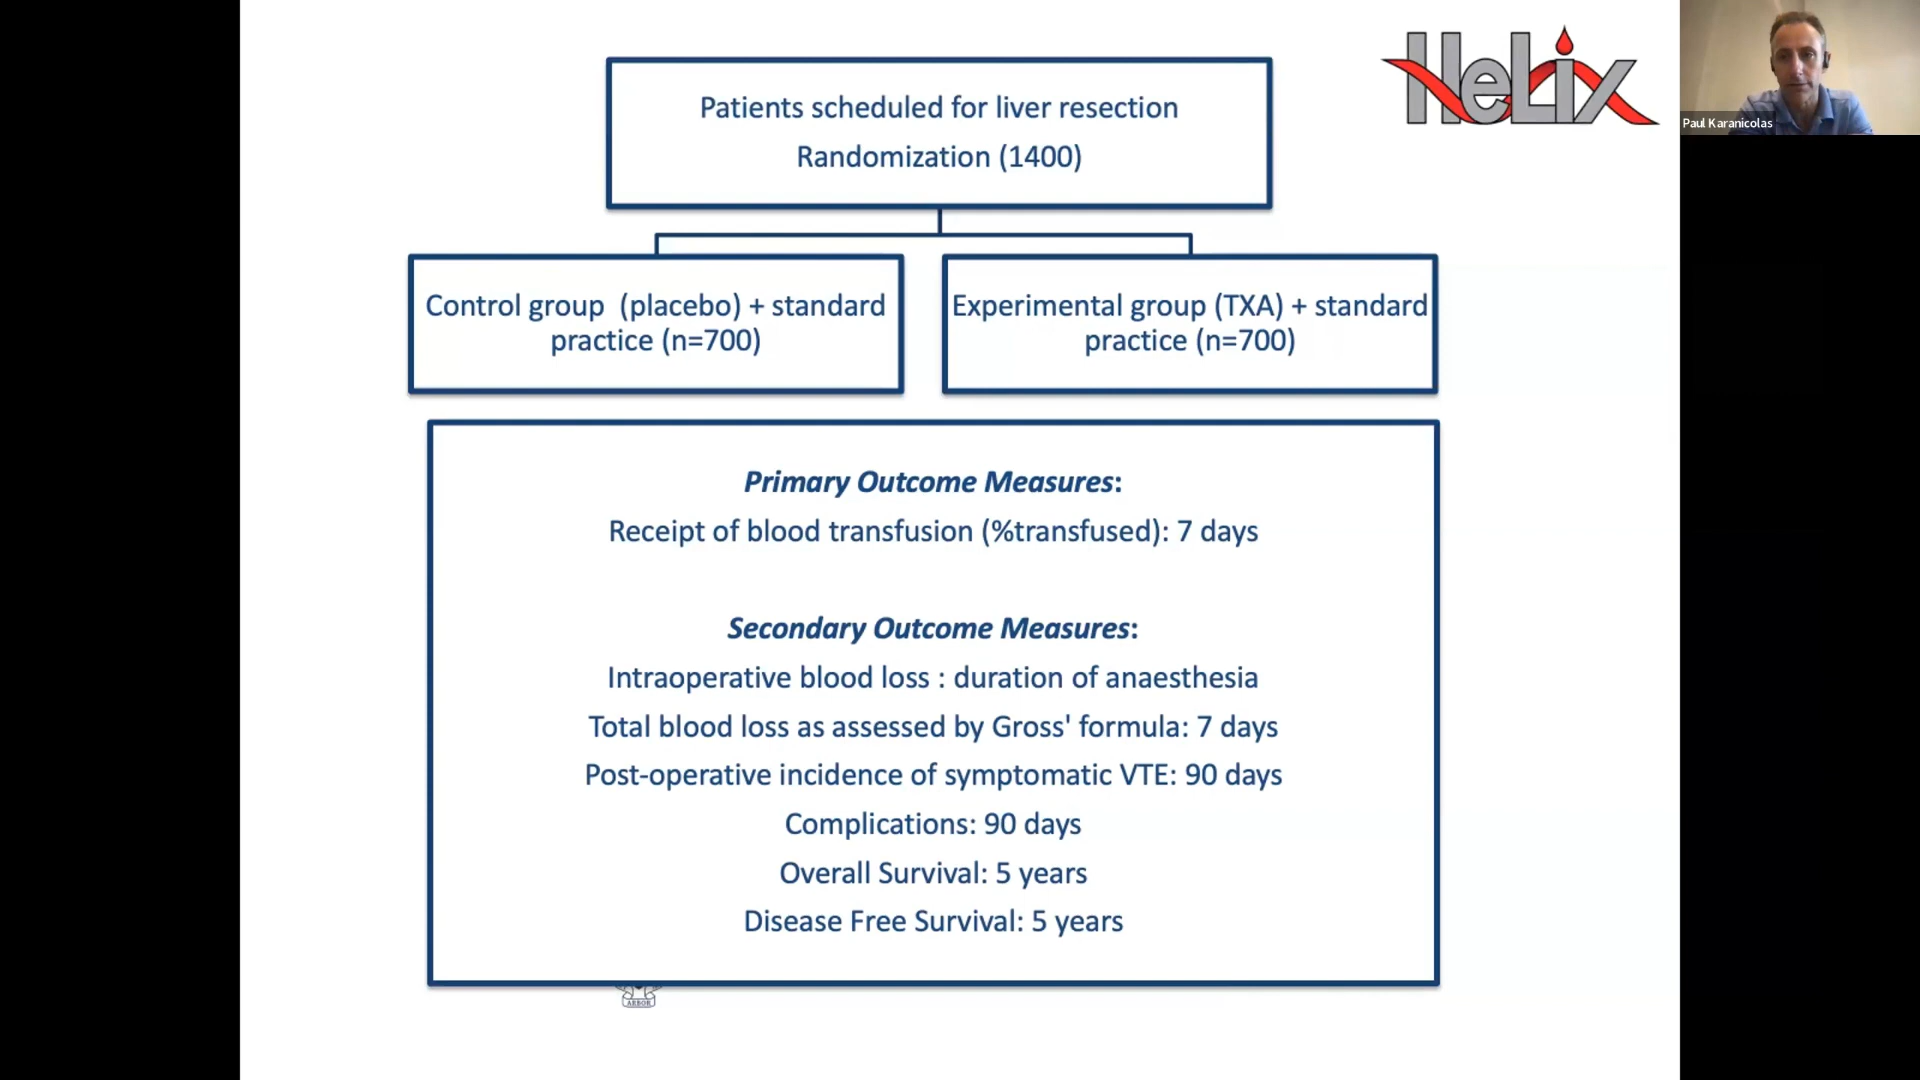 HeLix
Paul Karanicolas
Patients scheduled for liver resection
Randomization (1400)
Control group  (placebo) + standard
practice (n=700)
Experimental group (TXA) + standard
practice (n=700)
Primary Outcome Measures:
Receipt of blood transfusion (%transfused): 7 days
Secondary Outcome Measures:
Intraoperative blood loss : duration of anaesthesia
Total blood loss as assessed by Gross' formula: 7 days
Post-operative incidence of symptomatic VTE: 90 days
Complications: 90 days
Overall Survival: 5 years
Disease Free Survival: 5 years
ARBOR